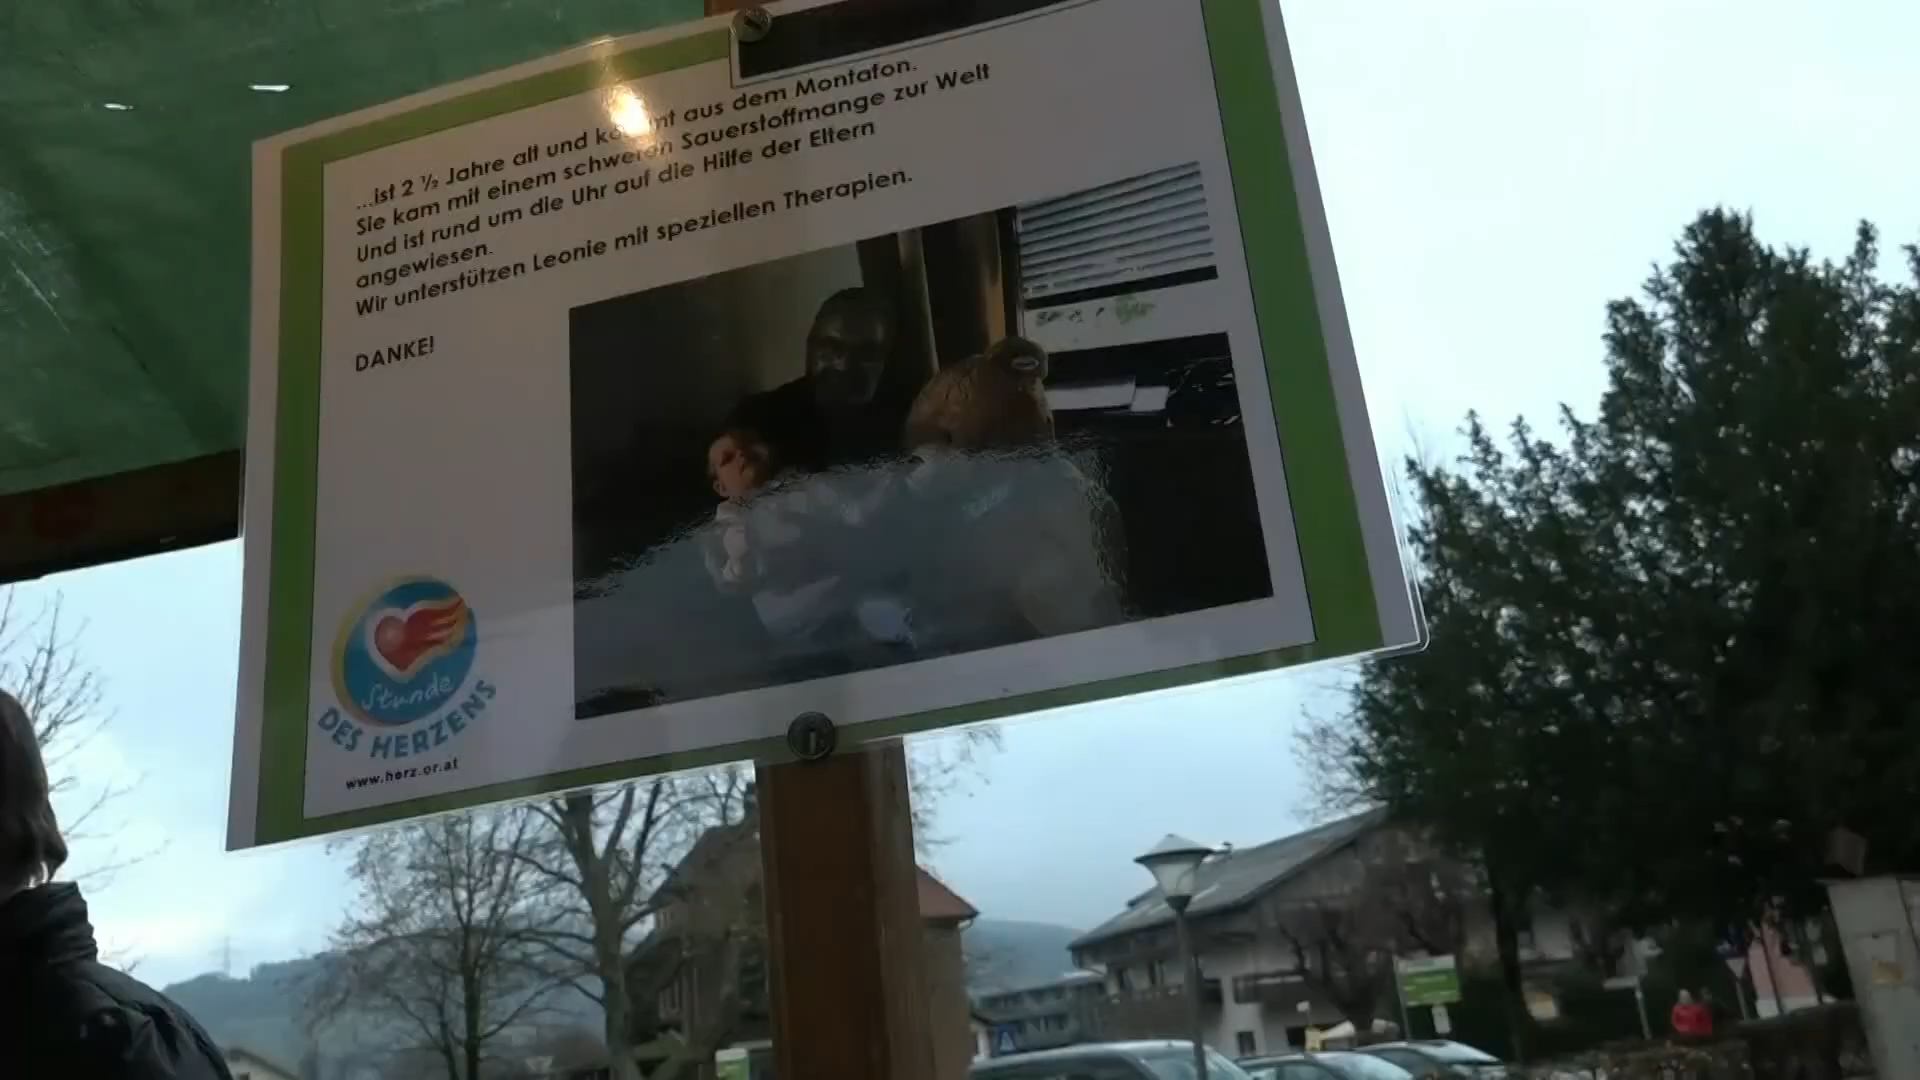 ...ist 2 ½ Jahre alt und kommt aus dem Montafon.
Sie kam mit einem schweren Sauerstoffmange zur Welt
Und ist rund um die Uhr auf die Hilfe der Eltern
angewiesen.
Wir unterstützen Leonie mit speziellen Therapien.
DANKE!
Stunde
DES HERZENS
www.herz.or.at